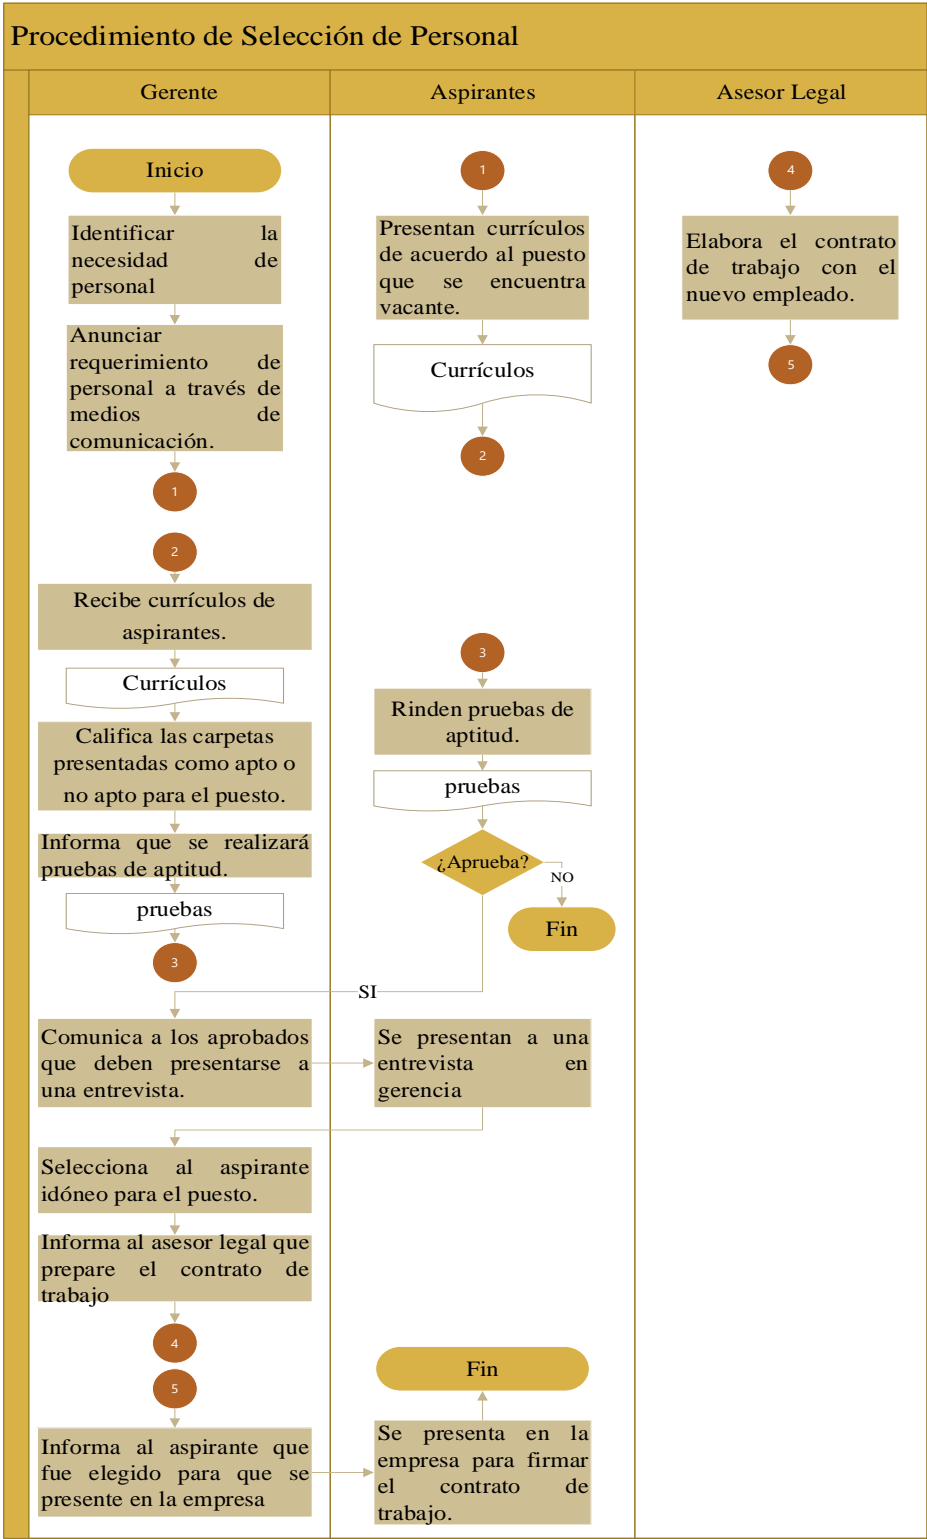 Procedimiento de Selección de Personal
Gerente
Aspirantes
Asesor Legal
Inicio
Identificar la
necesidad de
personal
Anunciar
requerimiento de
personal a través de
medios de
comunicación.
1
2
Recibe currículos de
aspirantes.
Currículos
Califica las carpetas
presentadas como apto o
no apto para el puesto.
Informa que se realizará
pruebas de aptitud.
pruebas
3
Comunica a los aprobados
que deben presentarse a
una entrevista.
Selecciona al aspirante
idóneo para el puesto.
Informa al asesor legal que
prepare el contrato de
trabajo
4
5
Informa al aspirante que
fue elegido para que se
presente en la empresa
1
Presentan currículos
de acuerdo al puesto
que se encuentra
vacante.
Currículos
2
3
Rinden pruebas de
aptitud.
pruebas
¿Aprueba?
NO
Fin
SI
Se presentan a una
entrevista en
gerencia
Fin
Se presenta en la
empresa para firmar
el contrato de
trabajo.
4
Elabora el contrato
de trabajo con el
nuevo empleado.
5